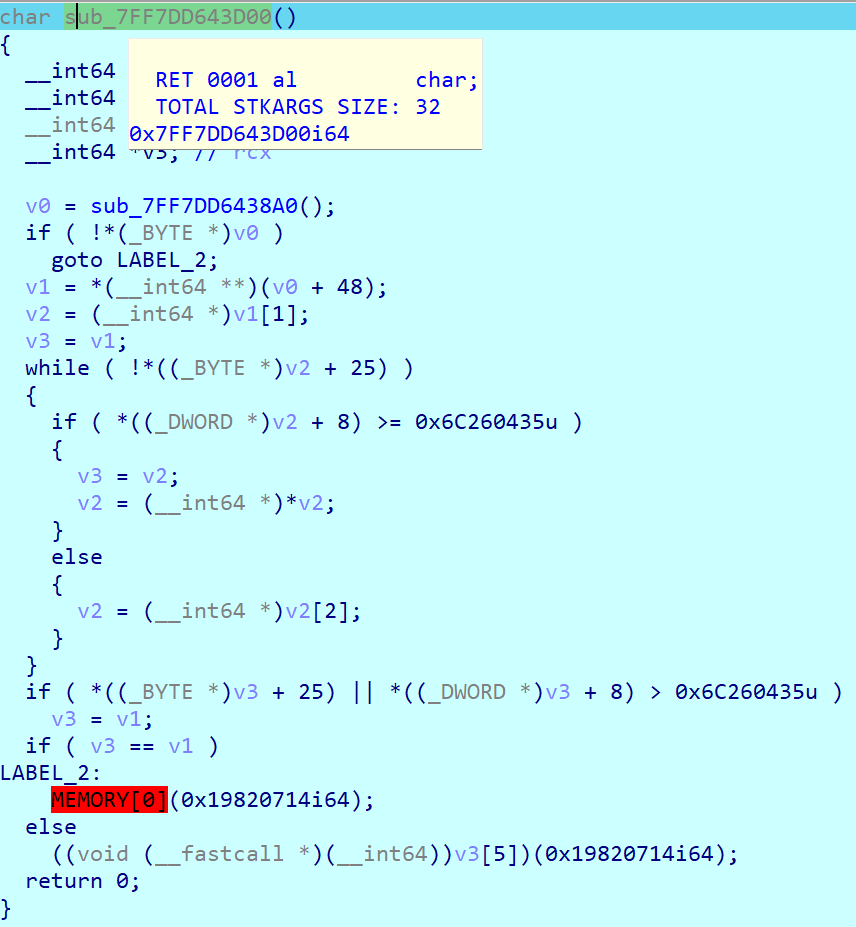 char sub_7FF7DD643D00()
{
  __int64
  __int64
  __int64
  __int64 *v3; // rcx
RET 0001 al          char;
TOTAL STKARGS SIZE: 32
0x7FF7DD643D00i64

  v0 = sub_7FF7DD6438A0();
  if ( !*(_BYTE *)v0 )
    goto LABEL_2;
  v1 = *(__int64 **)(v0 + 48);
  v2 = (__int64 *)v1[1];
  v3 = v1;
  while ( !*((_BYTE *)v2 + 25) )
  {
    if ( *((_DWORD *)v2 + 8) >= 0x6C260435u )
    {
      v3 = v2;
      v2 = (__int64 *)*v2;
    }
    else
    {
      v2 = (__int64 *)v2[2];
    }
  }
  if ( *((_BYTE *)v3 + 25) || *((_DWORD *)v3 + 8) > 0x6C260435u )
    v3 = v1;
  if ( v3 == v1 )
LABEL_2:
    MEMORY[0](0x19820714i64);
  else
    ((void (__fastcall *)(__int64))v3[5])(0x19820714i64);
  return 0;
}